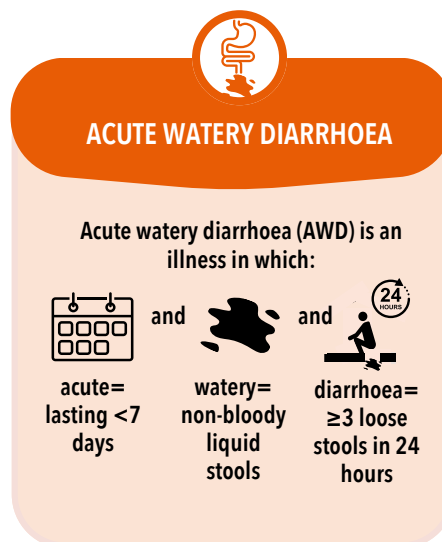 ACUTE WATERY DIARRHOEA
Acute watery diarrhoea (AWD) is an
illness in which:
and
and
24
HOURS
acute=
lasting <7
days
watery=
non-bloody
liquid
stools
diarrhoea=
≥3 loose
stools in 24
hours